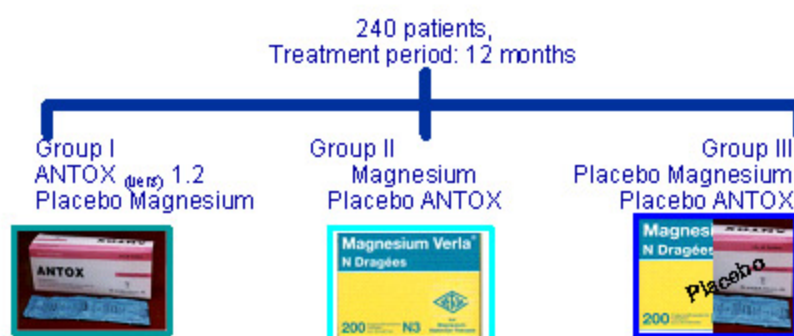 240 patients,
Treatment period: 12 months
Group I
ANTOX (vers) 1.2
Placebo Magnesium
Group II
Magnesium
Placebo ANTOX
Group III
Placebo Magnesium
Placebo ANTOX
ANTOX
Magnesium Verla®
N Dragées
200 N3
Magnesi
N Dragées
Placebo
200